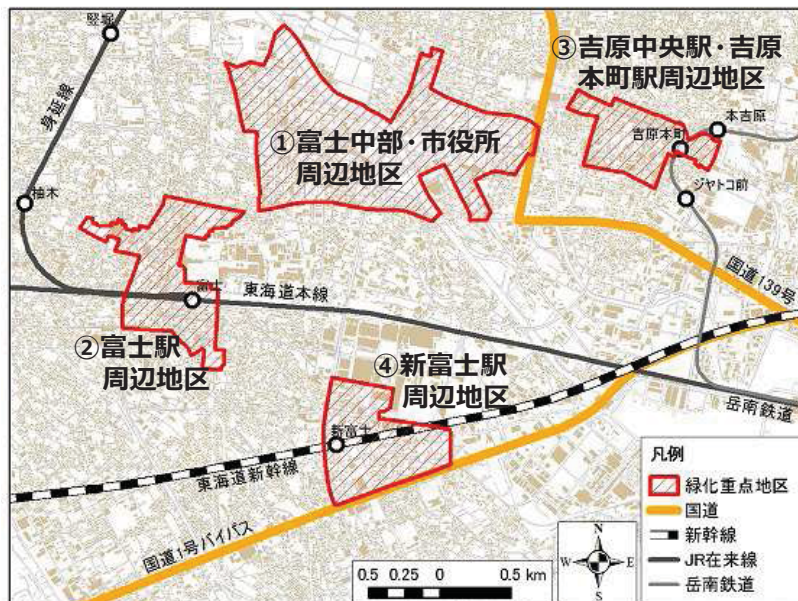 竪堀
身延線
柚木
①富士中部・市役所
周辺地区
③吉原中央駅・吉原
本町駅周辺地区
本吉原
吉原本町
ジヤトコ前
国道139号
富士
東海道本線
②富士駅
周辺地区
④新富士駅
周辺地区
新富士
東海道新幹線
国道1号バイパス
岳南鉄道
凡例
緑化重点地区
国道
新幹線
JR在来線
岳南鉄道
N
W
E
S
0.5 0.25 0 0.5 km